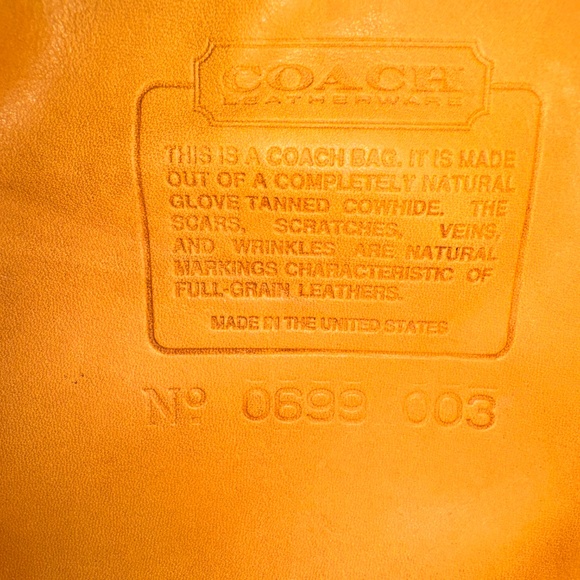 COACH
LEATHERWARE
THIS IS A COACH BAG. IT IS MADE
OUT OF A COMPLETELY NATURAL
GLOVE TANNED COWHIDE. THE
SCARS, SCRATCHES, VEINS,
AND WRINKLES ARE NATURAL
MARKINGS CHARACTERISTIC OF
FULL-GRAIN LEATHERS.
MADE IN THE UNITED STATES
Nº 0699 003